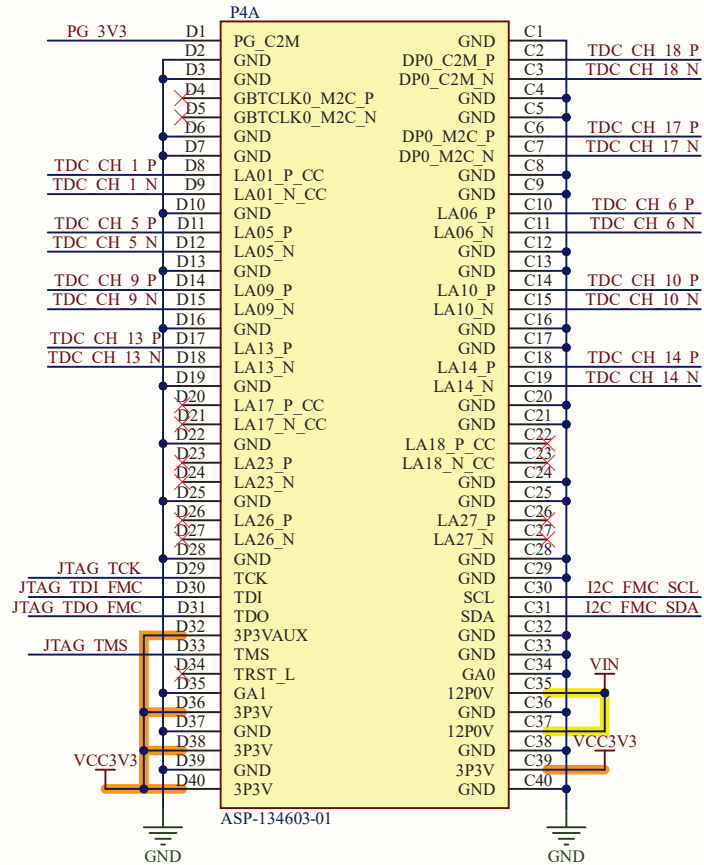 P4A
PG_3V3 D1 PG_C2M GND C1
D2 GND DP0_C2M_P C2 TDC_CH_18_P
D3 GND DP0_C2M_N C3 TDC_CH_18_N
D4 GBTCLK0_M2C_P GND C4
D5 GBTCLK0_M2C_N GND C5
D6 GND DP0_M2C_P C6 TDC_CH_17_P
D7 GND DP0_M2C_N C7 TDC_CH_17_N
TDC_CH_1_P D8 LA01_P_CC GND C8
TDC_CH_1_N D9 LA01_N_CC GND C9
D10 GND LA06_P C10 TDC_CH_6_P
TDC_CH_5_P D11 LA05_P LA06_N C11 TDC_CH_6_N
TDC_CH_5_N D12 LA05_N GND C12
D13 GND GND C13
TDC_CH_9_P D14 LA09_P LA10_P C14 TDC_CH_10_P
TDC_CH_9_N D15 LA09_N LA10_N C15 TDC_CH_10_N
D16 GND GND C16
TDC_CH_13_P D17 LA13_P GND C17
TDC_CH_13_N D18 LA13_N LA14_P C18 TDC_CH_14_P
D19 GND LA14_N C19 TDC_CH_14_N
D20 LA17_P_CC GND C20
D21 LA17_N_CC GND C21
D22 GND LA18_P_CC C22
D23 LA23_P LA18_N_CC C23
D24 LA23_N GND C24
D25 GND GND C25
D26 LA26_P LA27_P C26
D27 LA26_N LA27_N C27
D28 GND GND C28
JTAG_TCK D29 TCK GND C29
JTAG_TDI_FMC D30 TDI SCL C30 I2C_FMC_SCL
JTAG_TDO_FMC D31 TDO SDA C31 I2C_FMC_SDA
D32 3P3VAUX GND C32
JTAG_TMS D33 TMS GND C33
D34 TRST_L GA0 C34 VIN
D35 GA1 12P0V C35
D36 3P3V GND C36
D37 GND 12P0V C37
D38 3P3V GND C38 VCC3V3
VCC3V3 D39 GND 3P3V C39
D40 3P3V GND C40
ASP-134603-01
GND GND